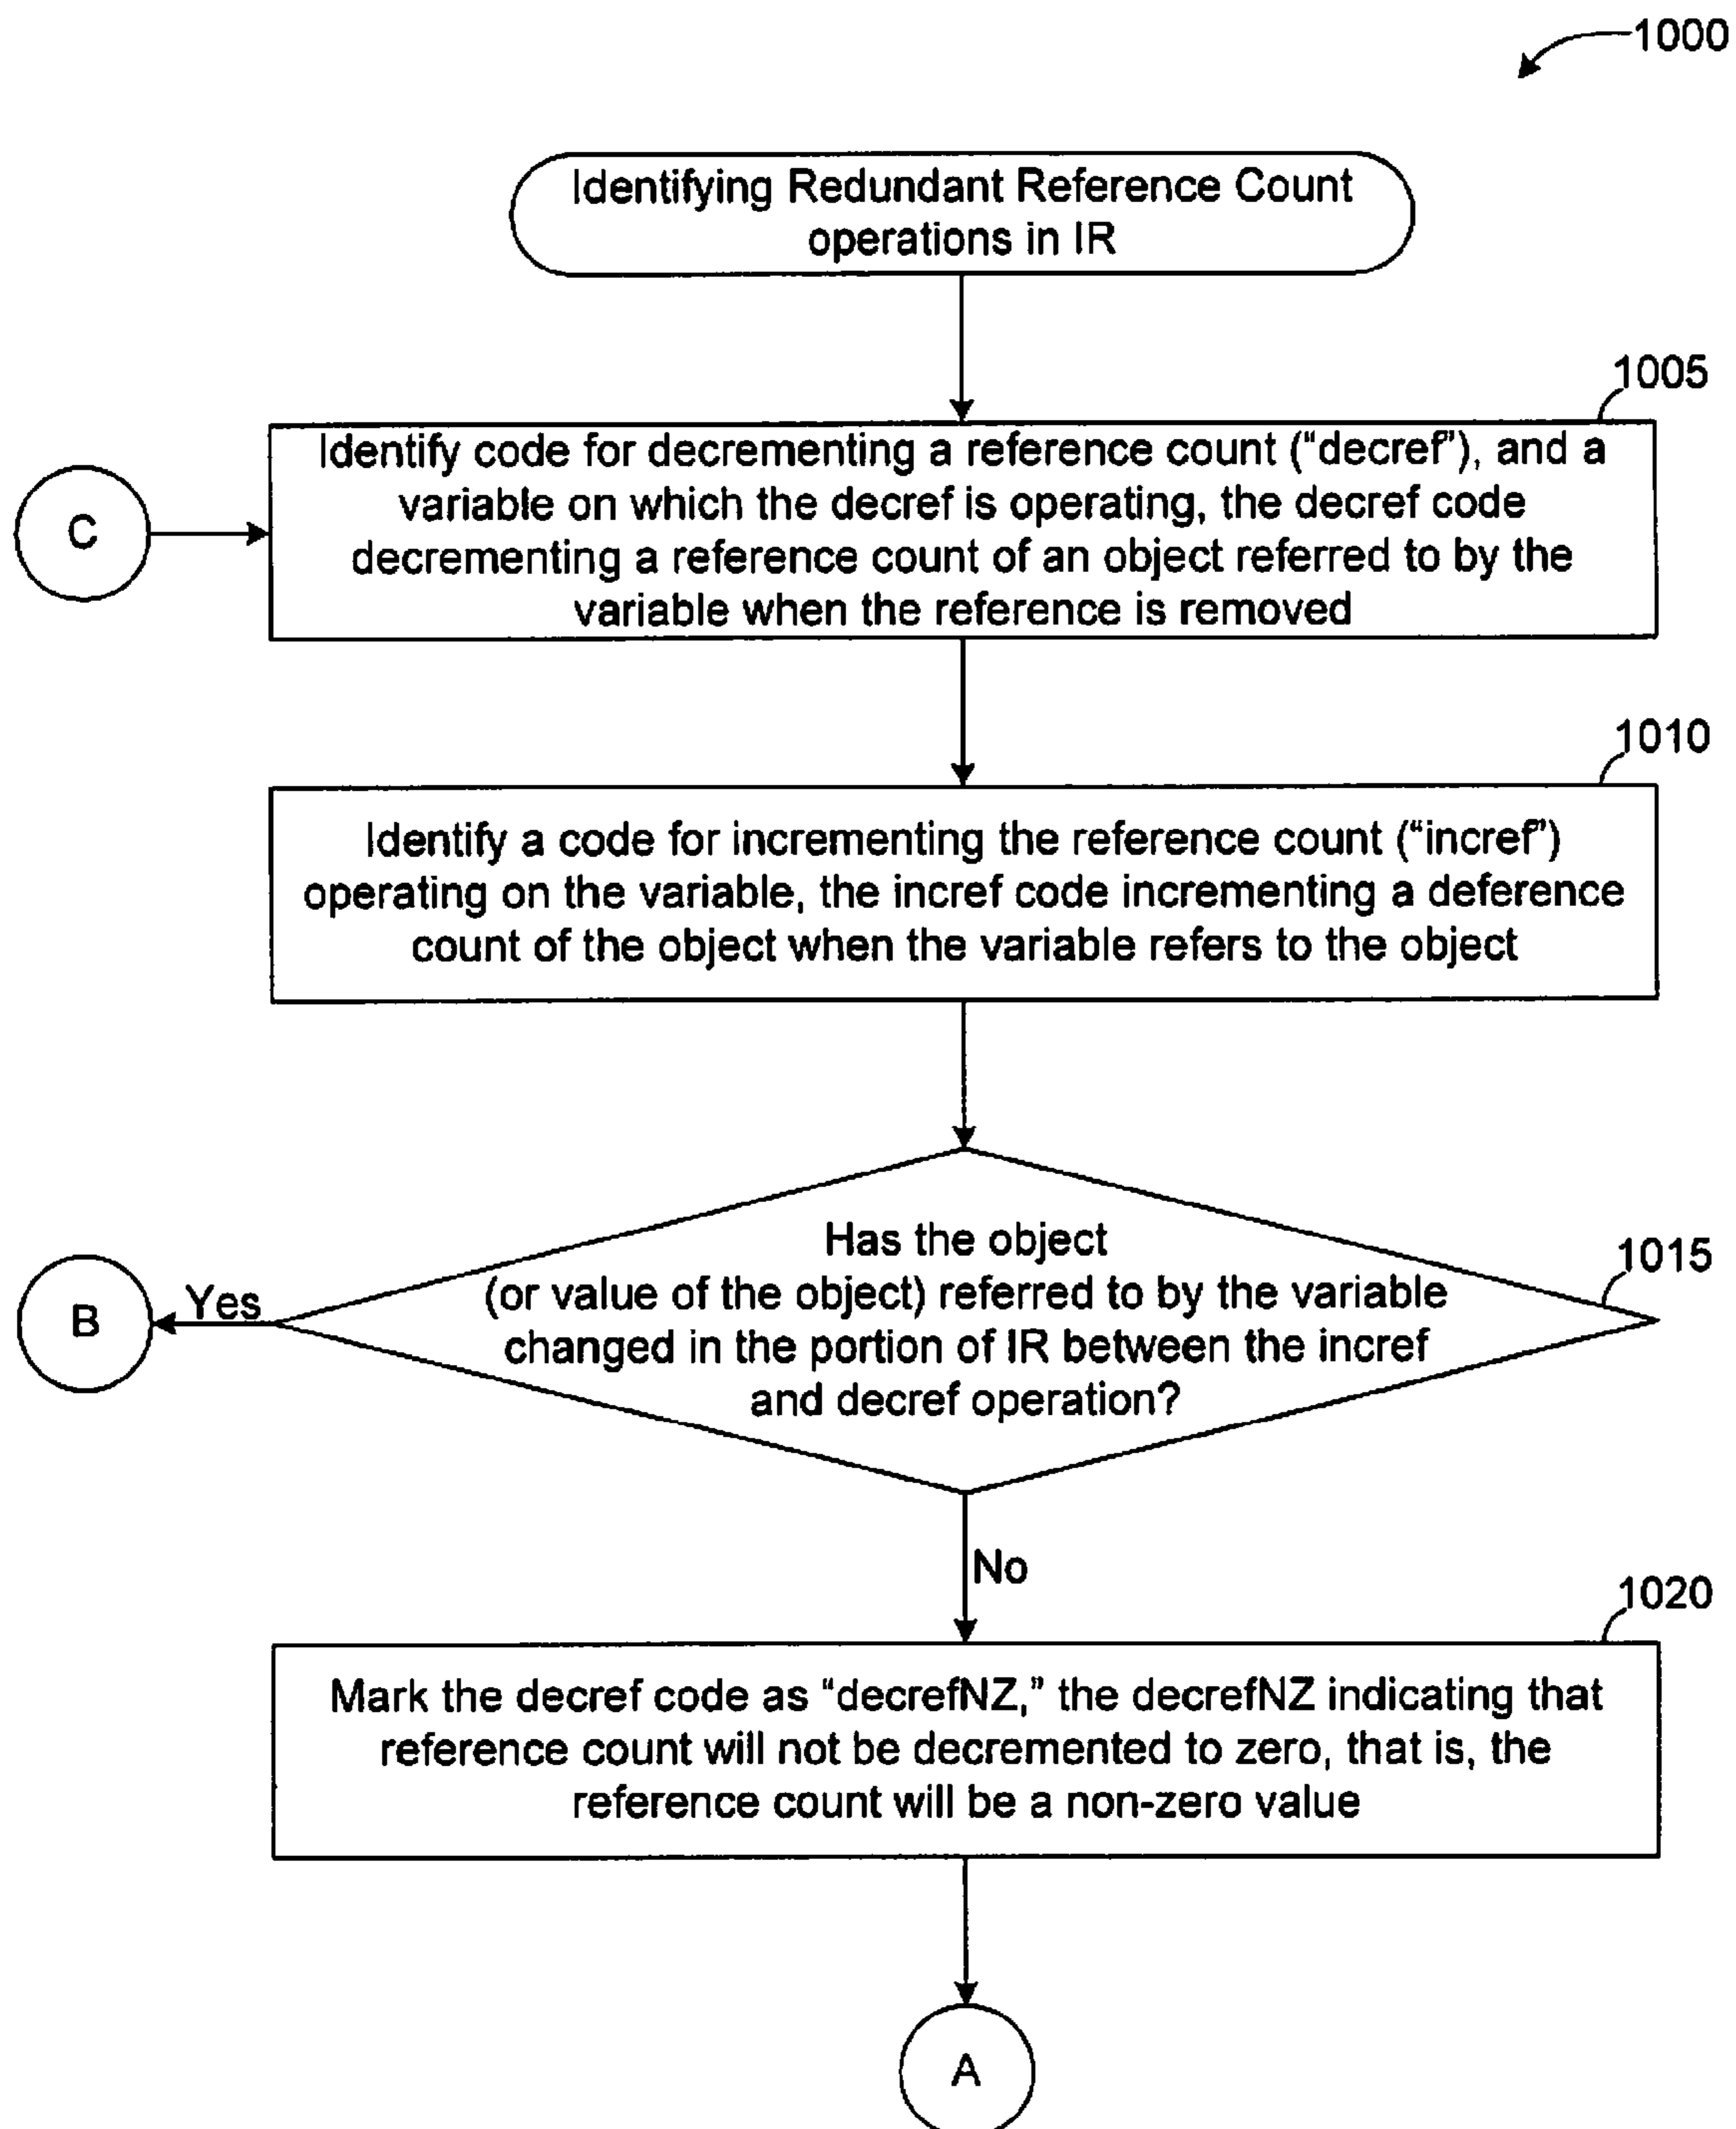 1000
Identifying Redundant Reference Count
operations in IR
1005
Identify code for decrementing a reference count (“decref”), and a
variable on which the decref is operating, the decref code
decrementing a reference count of an object referred to by the
variable when the reference is removed
C
1010
Identify a code for incrementing the reference count (“incref”)
operating on the variable, the incref code incrementing a deference
count of the object when the variable refers to the object
Has the object
(or value of the object) referred to by the variable
changed in the portion of IR between the incref
and decref operation?
1015
Yes
B
No
1020
Mark the decref code as “decrefNZ,” the decrefNZ indicating that
reference count will not be decremented to zero, that is, the
reference count will be a non-zero value
A